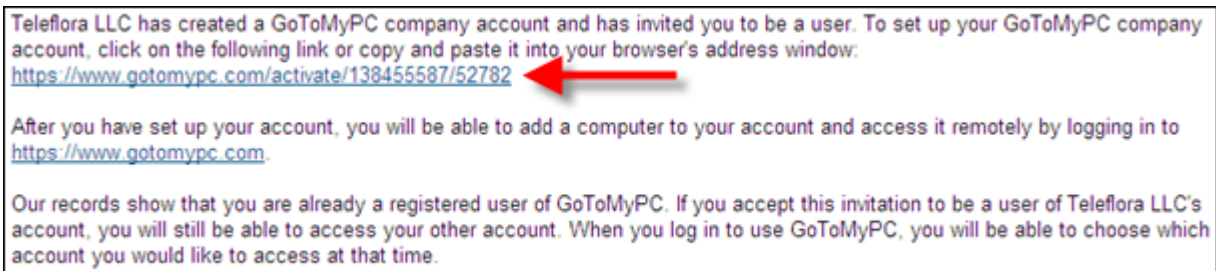 Teleflora LLC has created a GoToMyPC company account and has invited you to be a user. To set up your GoToMyPC company
account, click on the following link or copy and paste it into your browser's address window:
https://www.gotomypc.com/activate/138455587/52782
After you have set up your account, you will be able to add a computer to your account and access it remotely by logging in to
https://www.gotomypc.com.
Our records show that you are already a registered user of GoToMyPC. If you accept this invitation to be a user of Teleflora LLC's
account, you will still be able to access your other account. When you log in to use GoToMyPC, you will be able to choose which
account you would like to access at that time.